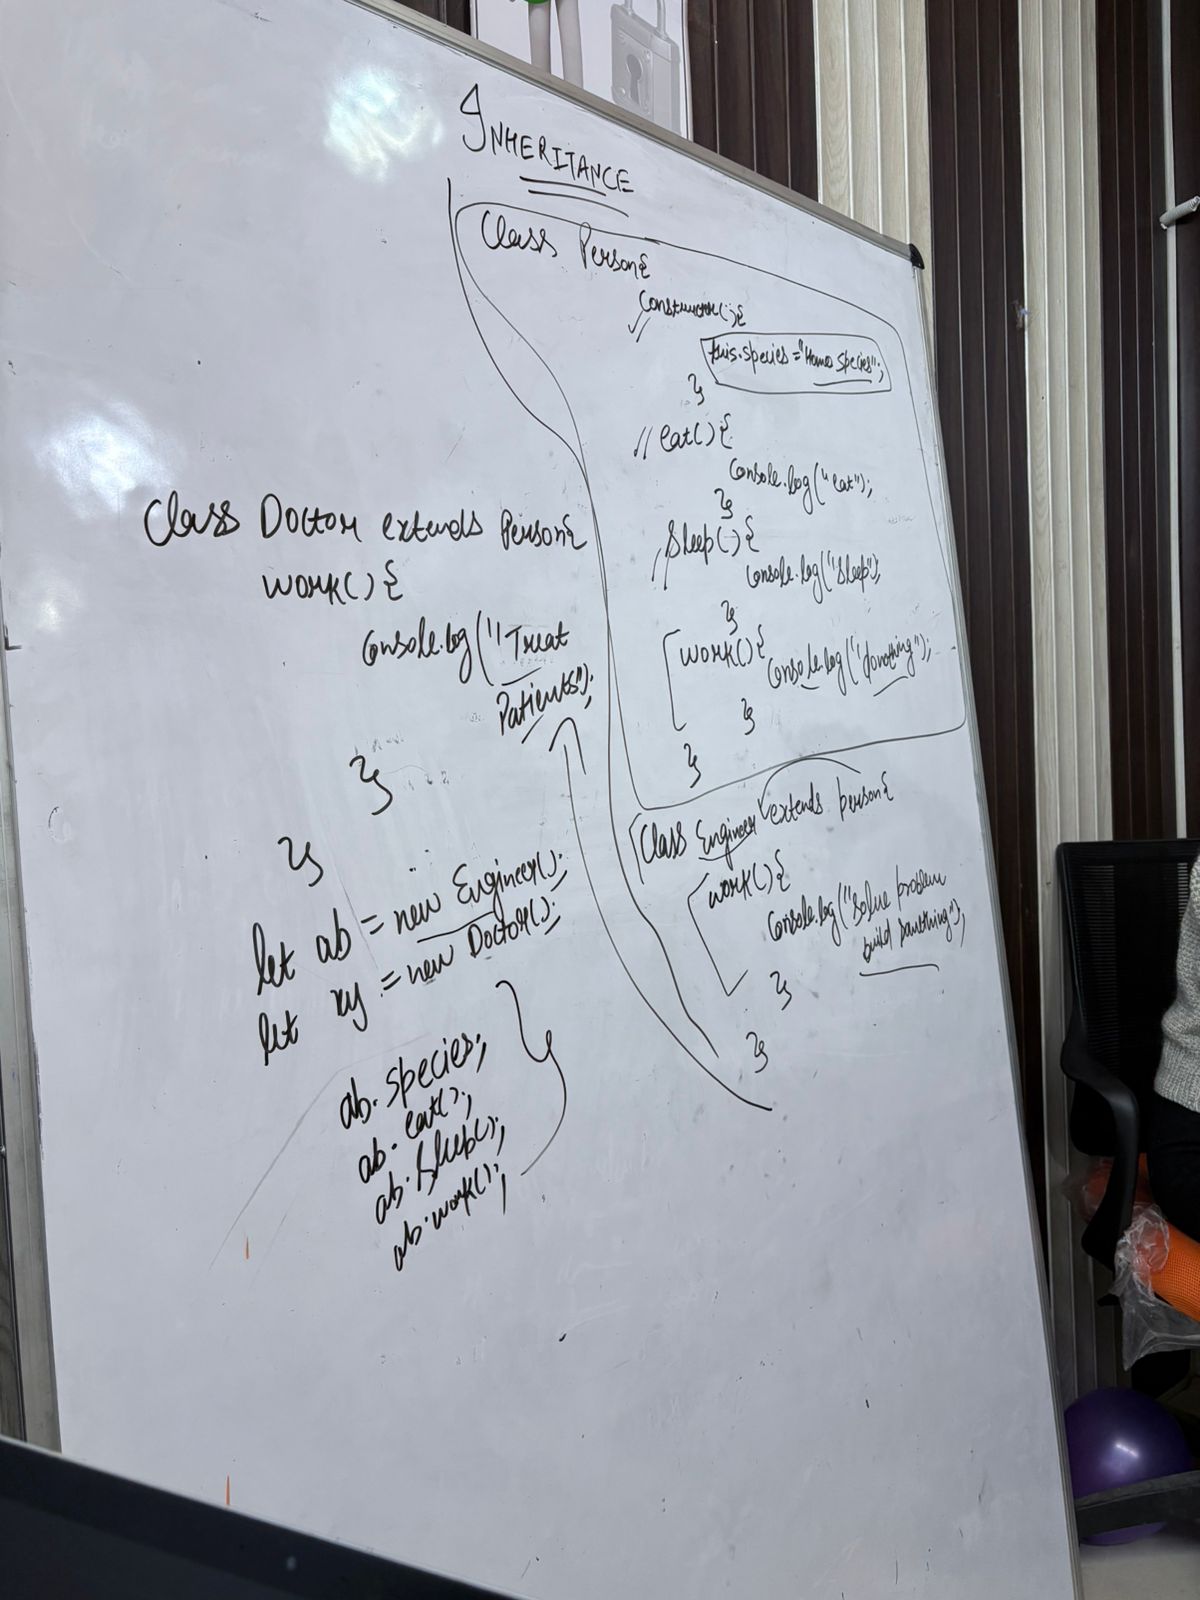 INHERITANCE
Class Person{
Constructor(){
this.species = "Homo species";
}
// eat(){
Console.log("eat");
}
// Sleep(){
Console.log("Sleep");
}
work(){
Console.log("donothing");
}
}
Class Engineer extends person{
work(){
Console.log("Solve problem
build something");
}
}
Class Doctor extends Person{
work(){
Console.log("Treat
Patients");
}
}
let ab = new Engineer();
let xy = new Doctor();
ab.species;
ab.eat();
ab.Sleep();
ab.work();